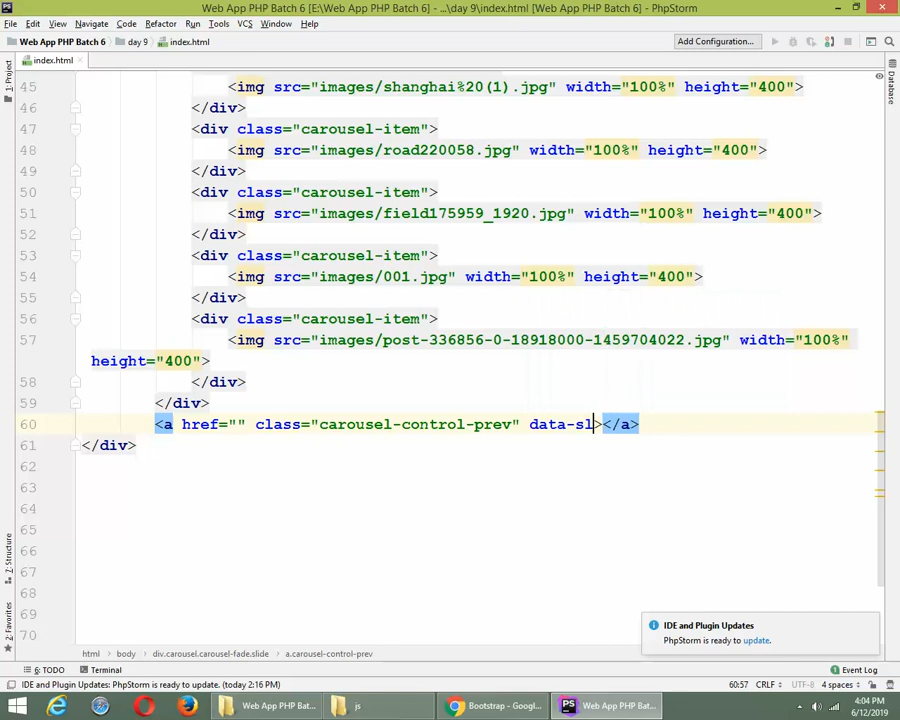 Web App PHP Batch 6 [E:\Web App PHP Batch 6] - ...\day 9\index.html [Web App PHP Batch 6] - PhpStorm
File Edit View Navigate Code Refactor Run Tools VCS Window Help
Web App PHP Batch 6 day 9 index.html Add Configuration...
index.html
1: Project
Database
45 <img src="images/shanghai%20(1).jpg" width="100%" height="400">
46 </div>
47 <div class="carousel-item">
48 <img src="images/road220058.jpg" width="100%" height="400">
49 </div>
50 <div class="carousel-item">
51 <img src="images/field175959_1920.jpg" width="100%" height="400">
52 </div>
53 <div class="carousel-item">
54 <img src="images/001.jpg" width="100%" height="400">
55 </div>
56 <div class="carousel-item">
57 <img src="images/post-336856-0-18918000-1459704022.jpg" width="100%"
height="400">
58 </div>
59 </div>
60 <a href="" class="carousel-control-prev" data-sl></a>
61 </div>
62
63
64
65
66
67
68
69
70
7: Structure
2: Favorites
IDE and Plugin Updates
PhpStorm is ready to update.
html body div.carousel.carousel-fade.slide a.carousel-control-prev
6: TODO Terminal Event Log
IDE and Plugin Updates: PhpStorm is ready to update. (today 2:16 PM) 60:57 CRLF UTF-8 4 spaces
Web App PHP Bat... js Bootstrap - Googl... Web App PHP Bat...
4:04 PM
6/12/2019